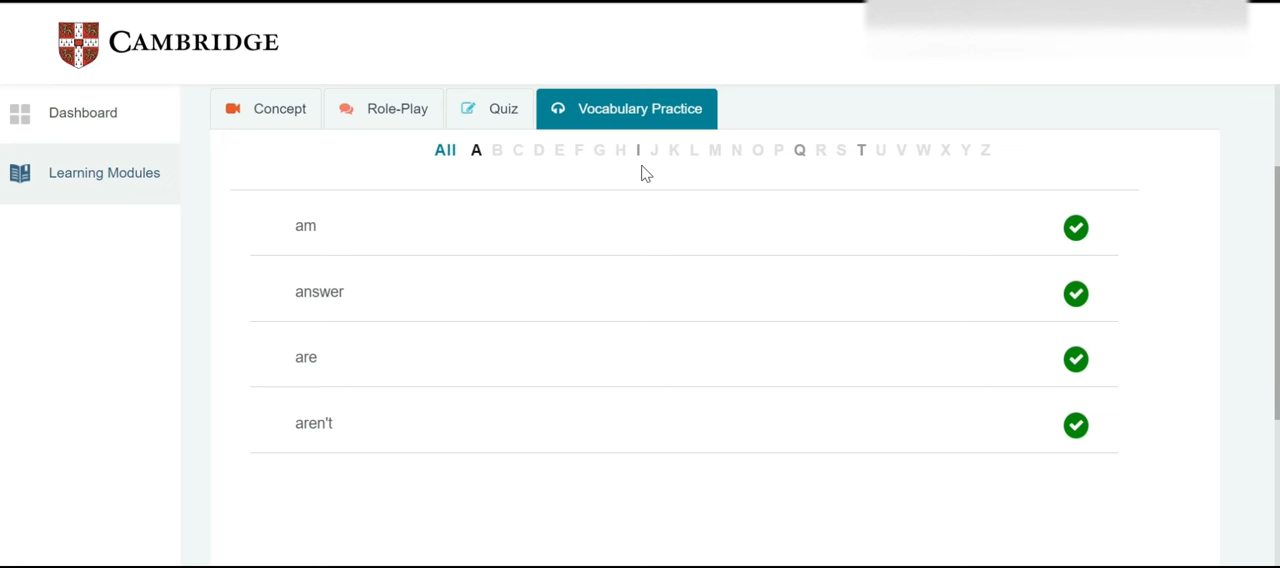 CAMBRIDGE
Dashboard
Learning Modules
Concept Role-Play Quiz Vocabulary Practice
All A B C D E F G H I J K L M N O P Q R S T U V W X Y Z
am
answer
are
aren't